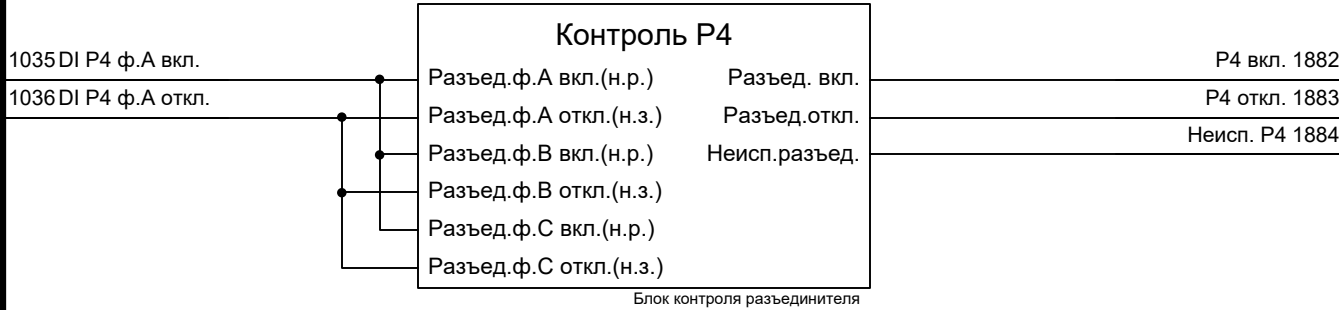 Контроль Р4
1035 DI Р4 ф.А вкл.
1036 DI Р4 ф.А откл.
Разъед.ф.А вкл.(н.р.)
Разъед.ф.А откл.(н.з.)
Разъед.ф.В вкл.(н.р.)
Разъед.ф.В откл.(н.з.)
Разъед.ф.С вкл.(н.р.)
Разъед.ф.С откл.(н.з.)
Разъед. вкл.
Разъед.откл.
Неисп.разъед.
Р4 вкл. 1882
Р4 откл. 1883
Неисп. Р4 1884
Блок контроля разъединителя